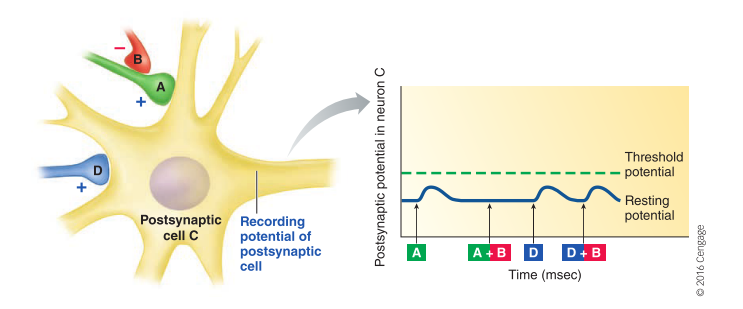 –
B
A
+
D
+
Postsynaptic
cell C
Recording
potential of
postsynaptic
cell
Postsynaptic potential in neuron C
Threshold
potential
Resting
potential
A
A + B
D
D + B
Time (msec)
© 2016 Cengage